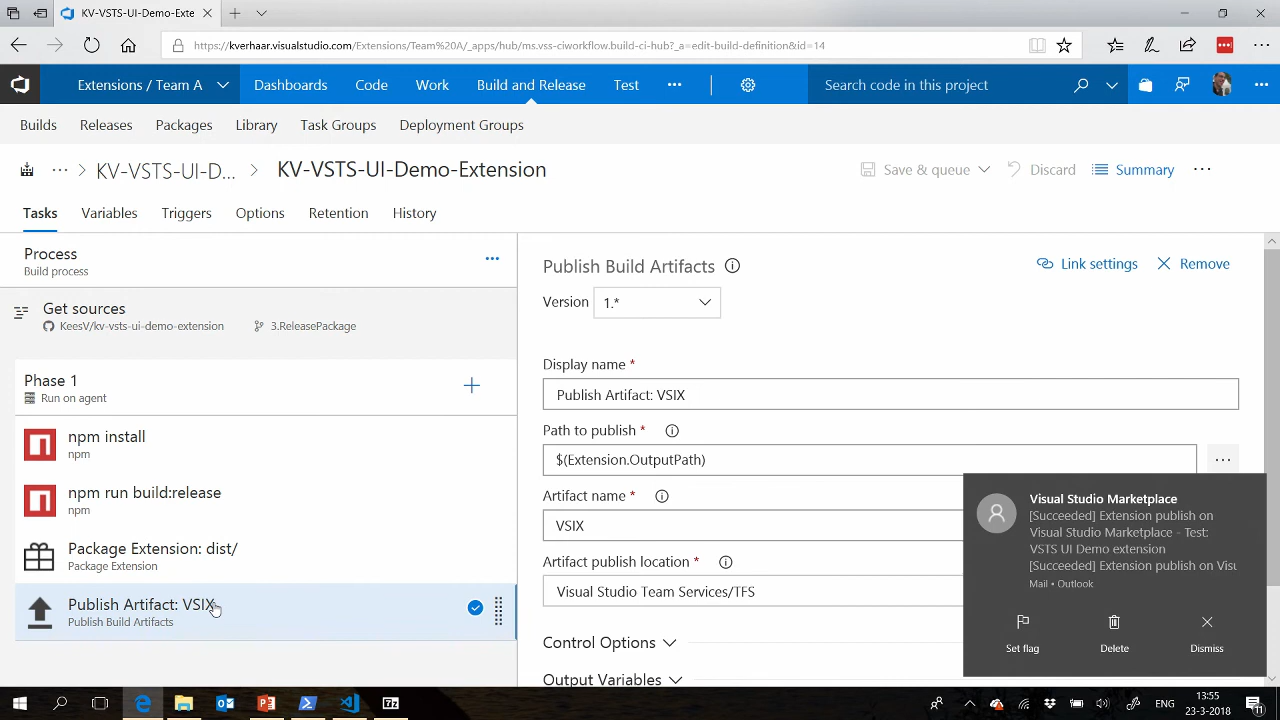 KV-VSTS-UI-Demo-Exte
https://kverhaar.visualstudio.com/Extensions/Team%20A/_apps/hub/ms.vss-ciworkflow.build-ci-hub?_a=edit-build-definition&id=14
Extensions / Team A
Dashboards
Code
Work
Build and Release
Test
Search code in this project
Builds
Releases
Packages
Library
Task Groups
Deployment Groups
KV-VSTS-UI-D...
KV-VSTS-UI-Demo-Extension
Save & queue
Discard
Summary
Tasks
Variables
Triggers
Options
Retention
History
Process
Build process
Get sources
KeesV/kv-vsts-ui-demo-extension
3.ReleasePackage
Phase 1
Run on agent
npm install
npm
npm run build:release
npm
Package Extension: dist/
Package Extension
Publish Artifact: VSIX
Publish Build Artifacts
Publish Build Artifacts
Link settings
Remove
Version
1.*
Display name *
Publish Artifact: VSIX
Path to publish *
$(Extension.OutputPath)
Artifact name *
VSIX
Artifact publish location *
Visual Studio Team Services/TFS
Control Options
Output Variables
Visual Studio Marketplace
[Succeeded] Extension publish on
Visual Studio Marketplace - Test:
VSTS UI Demo extension
[Succeeded] Extension publish on Visu
Mail • Outlook
Set flag
Delete
Dismiss
13:55
23-3-2018